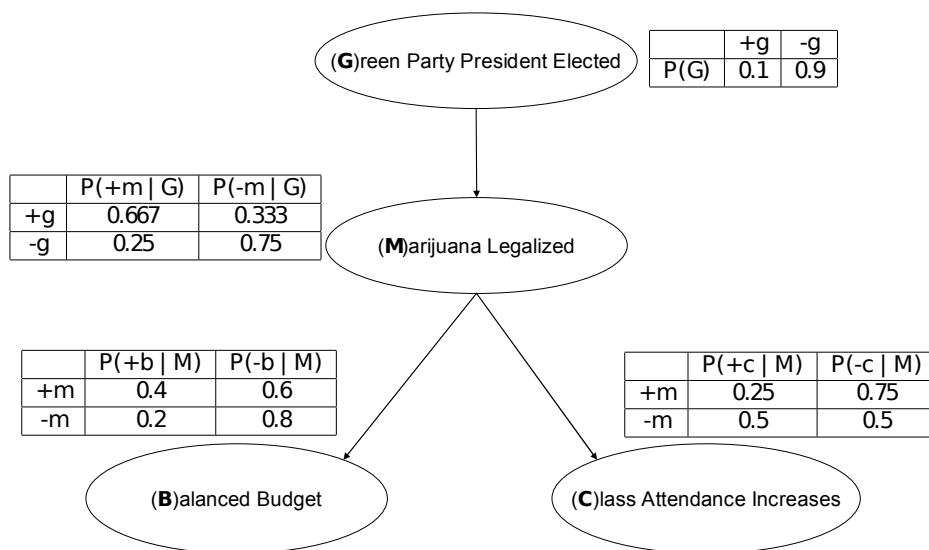 (G)reen Party President Elected
+g -g
P(G) 0.1 0.9
P(+m | G) P(-m | G)
+g 0.667 0.333
-g 0.25 0.75
(M)arijuana Legalized
P(+b | M) P(-b | M)
+m 0.4 0.6
-m 0.2 0.8
P(+c | M) P(-c | M)
+m 0.25 0.75
-m 0.5 0.5
(B)alanced Budget
(C)lass Attendance Increases